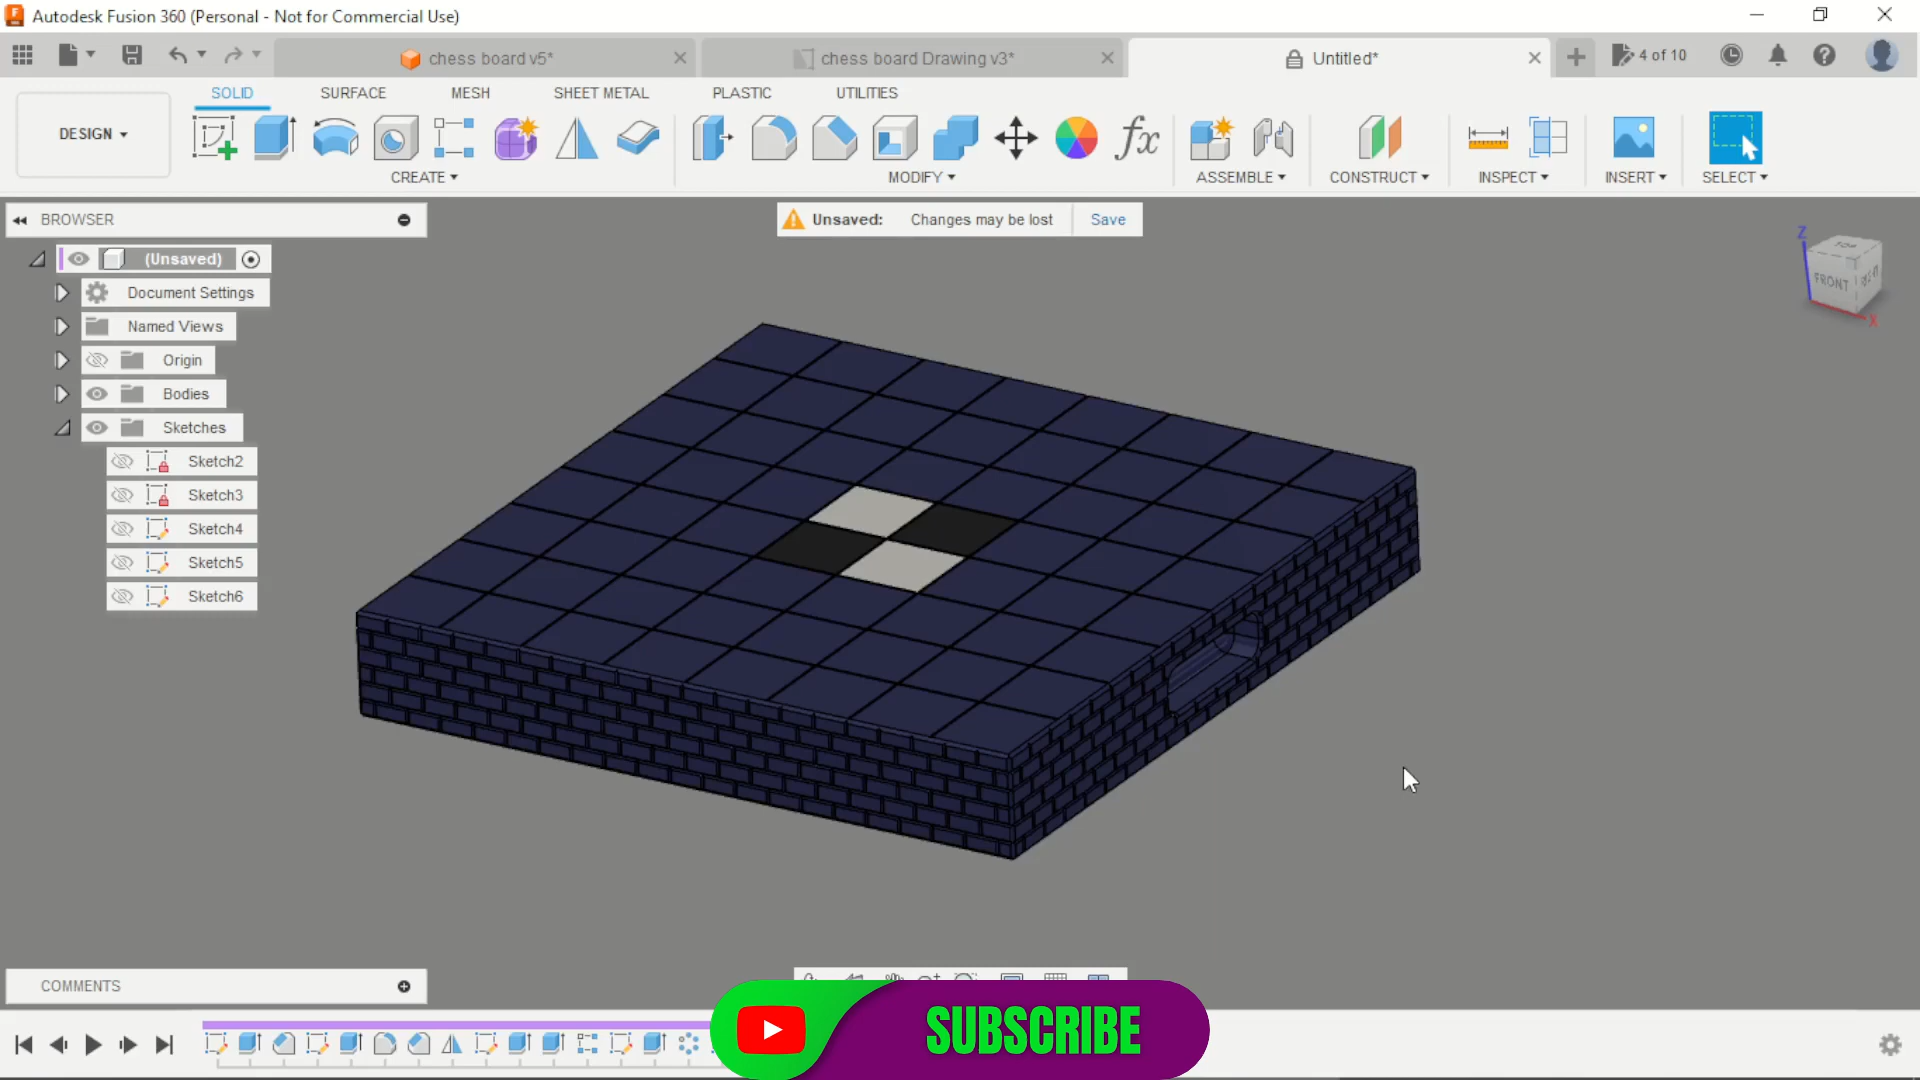 Autodesk Fusion 360 (Personal - Not for Commercial Use)
chess board v5*
chess board Drawing v3*
Untitled*
4 of 10
DESIGN
SOLID
SURFACE
MESH
SHEET METAL
PLASTIC
UTILITIES
fx
CREATE
MODIFY
ASSEMBLE
CONSTRUCT
INSPECT
INSERT
SELECT
BROWSER
Unsaved: Changes may be lost Save
(Unsaved)
Document Settings
Named Views
Origin
Bodies
Sketches
Sketch2
Sketch3
Sketch4
Sketch5
Sketch6
Z
TOP
FRONT
X
COMMENTS
SUBSCRIBE